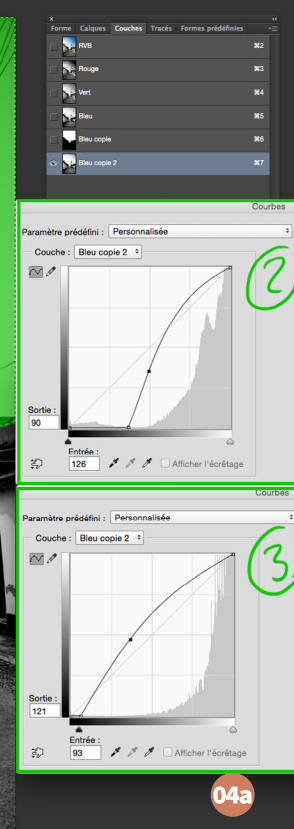 Forme Calques Couches Tracés Formes prédéfinies
RVB ⌘2
Rouge ⌘3
Vert ⌘4
Bleu ⌘5
Bleu copie ⌘6
Bleu copie 2 ⌘7
Courbes
Paramètre prédéfini : Personnalisée
Couche : Bleu copie 2
2
Sortie :
90
Entrée :
126 Afficher l'écrêtage
Courbes
Paramètre prédéfini : Personnalisée
Couche : Bleu copie 2
3
Sortie :
121
Entrée :
93 Afficher l'écrêtage
04a